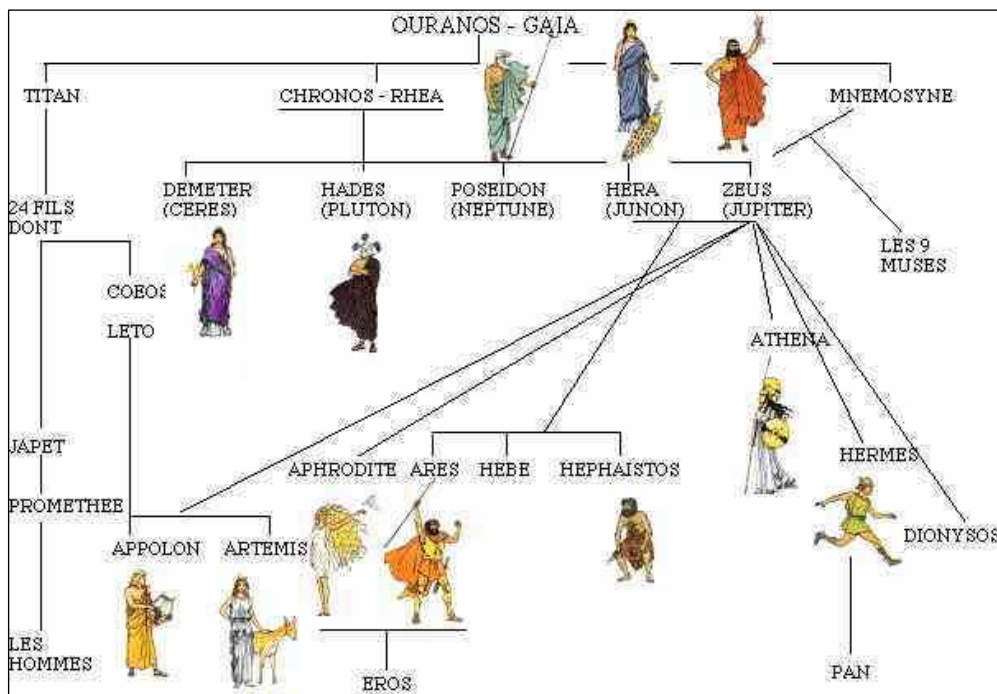 OURANOS - GAIA
TITAN
CHRONOS - RHEA
MNEMOSYNE
DEMETER
(CERES)
HADES
(PLUTON)
POSEIDON
(NEPTUNE)
HERA
(JUNON)
ZEUS
(JUPITER)
24 FILS
DONT
LES 9
MUSES
COEOS
LETO
ATHENA
JAPET
APHRODITE
ARES
HEBE
HEPHAISTOS
HERMES
PROMETHEE
DIONYSOS
APPOLON
ARTEMIS
LES
HOMMES
EROS
PAN